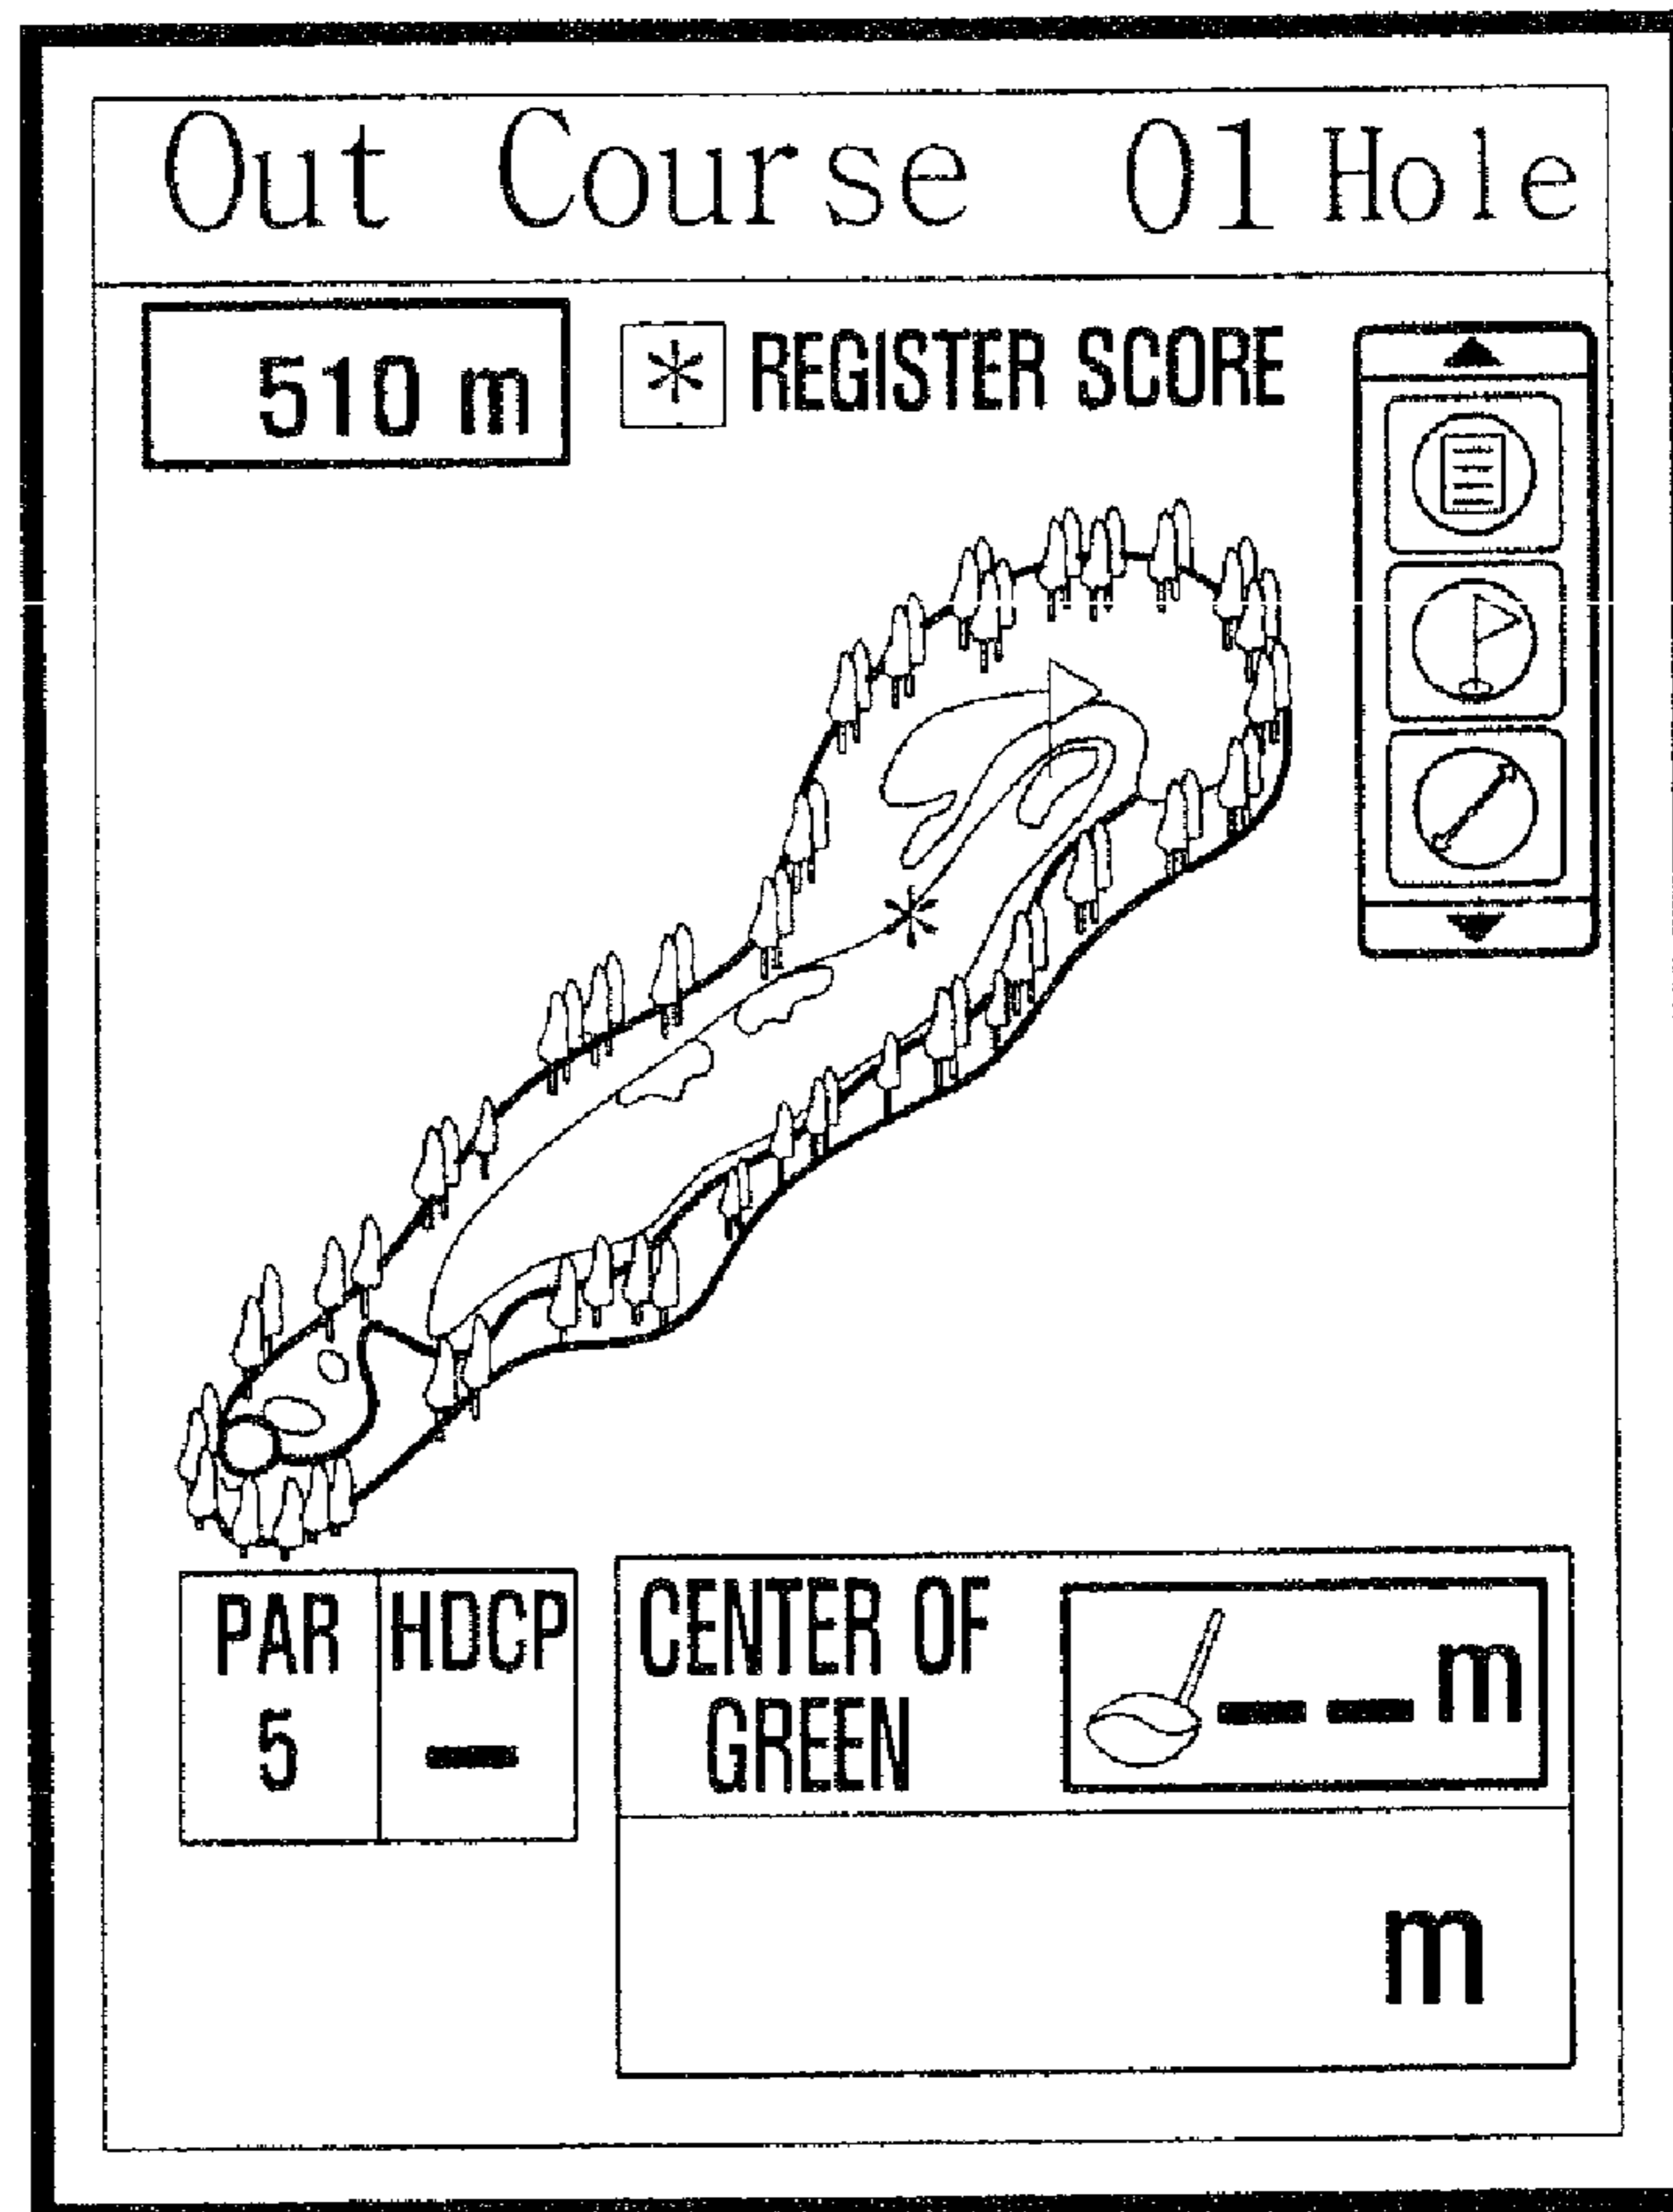 Out Course 01 Hole
510 m
* REGISTER SCORE
PAR
5
HDCP
–
CENTER OF
GREEN
– – m
m